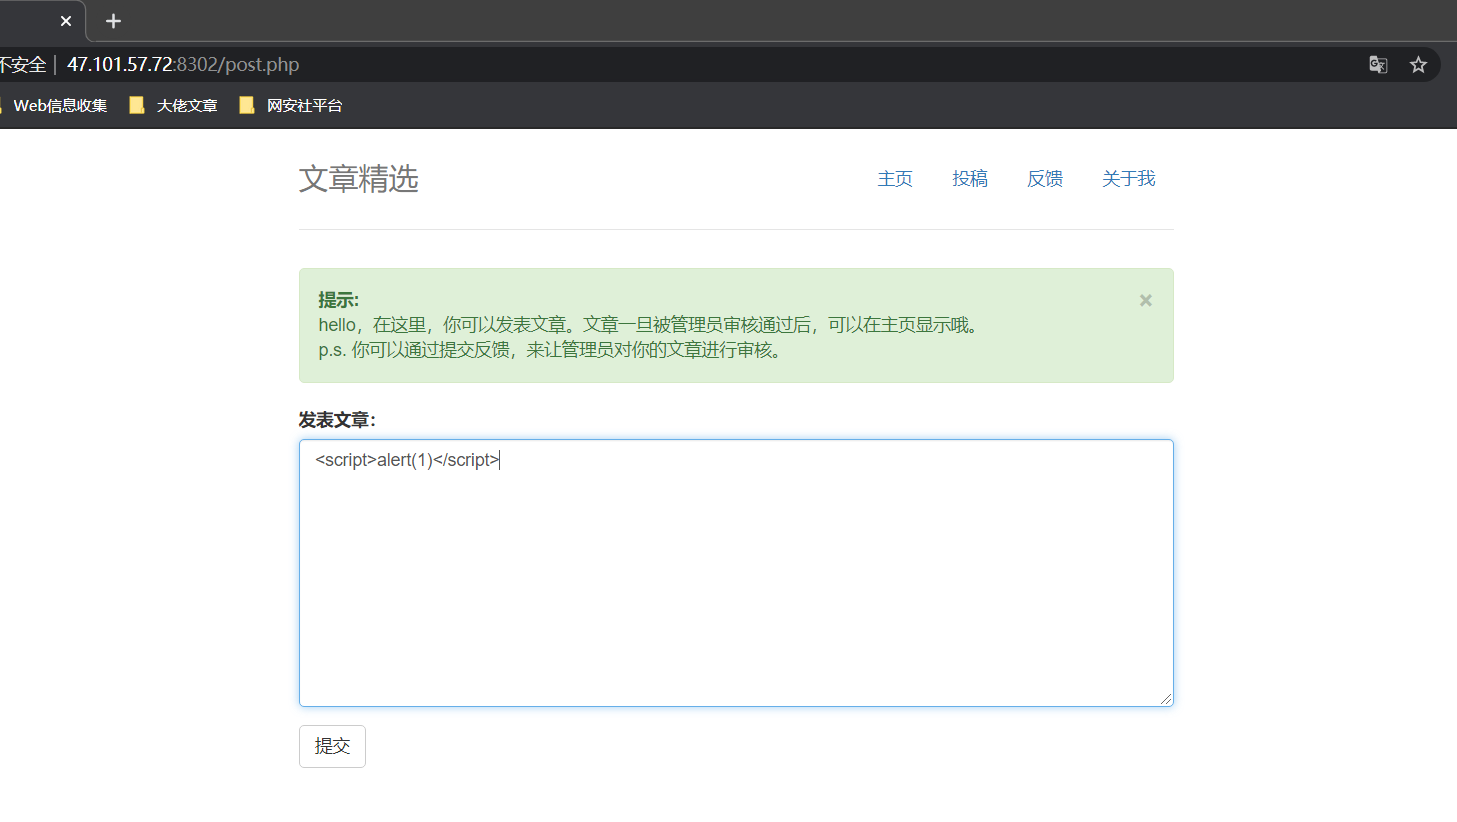 不安全 | 47.101.57.72:8302/post.php
Web信息收集 大佬文章 网安社平台
文章精选 主页 投稿 反馈 关于我
提示:
hello，在这里，你可以发表文章。文章一旦被管理员审核通过后，可以在主页显示哦。
p.s. 你可以通过提交反馈，来让管理员对你的文章进行审核。
发表文章：
<script>alert(1)</script>
提交